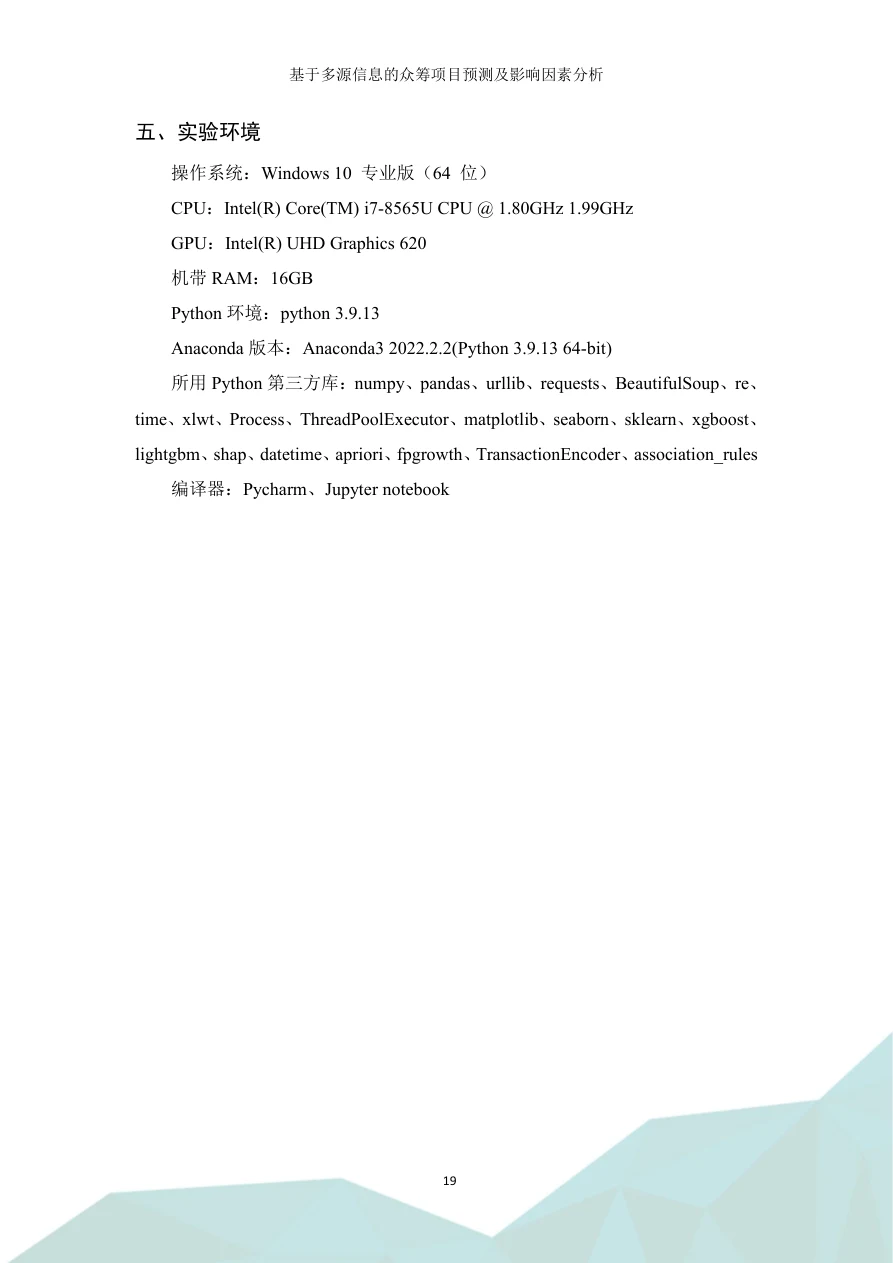 基于多源信息的众筹项目预测及影响因素分析
五、实验环境
操作系统：Windows 10 专业版（64 位）
CPU：Intel(R) Core(TM) i7-8565U CPU @ 1.80GHz 1.99GHz
GPU：Intel(R) UHD Graphics 620
机带 RAM：16GB
Python 环境：python 3.9.13
Anaconda 版本：Anaconda3 2022.2.2(Python 3.9.13 64-bit)
所用 Python 第三方库：numpy、pandas、urllib、requests、BeautifulSoup、re、
time、xlwt、Process、ThreadPoolExecutor、matplotlib、seaborn、sklearn、xgboost、
lightgbm、shap、datetime、apriori、fpgrowth、TransactionEncoder、association_rules
编译器：Pycharm、Jupyter notebook
19